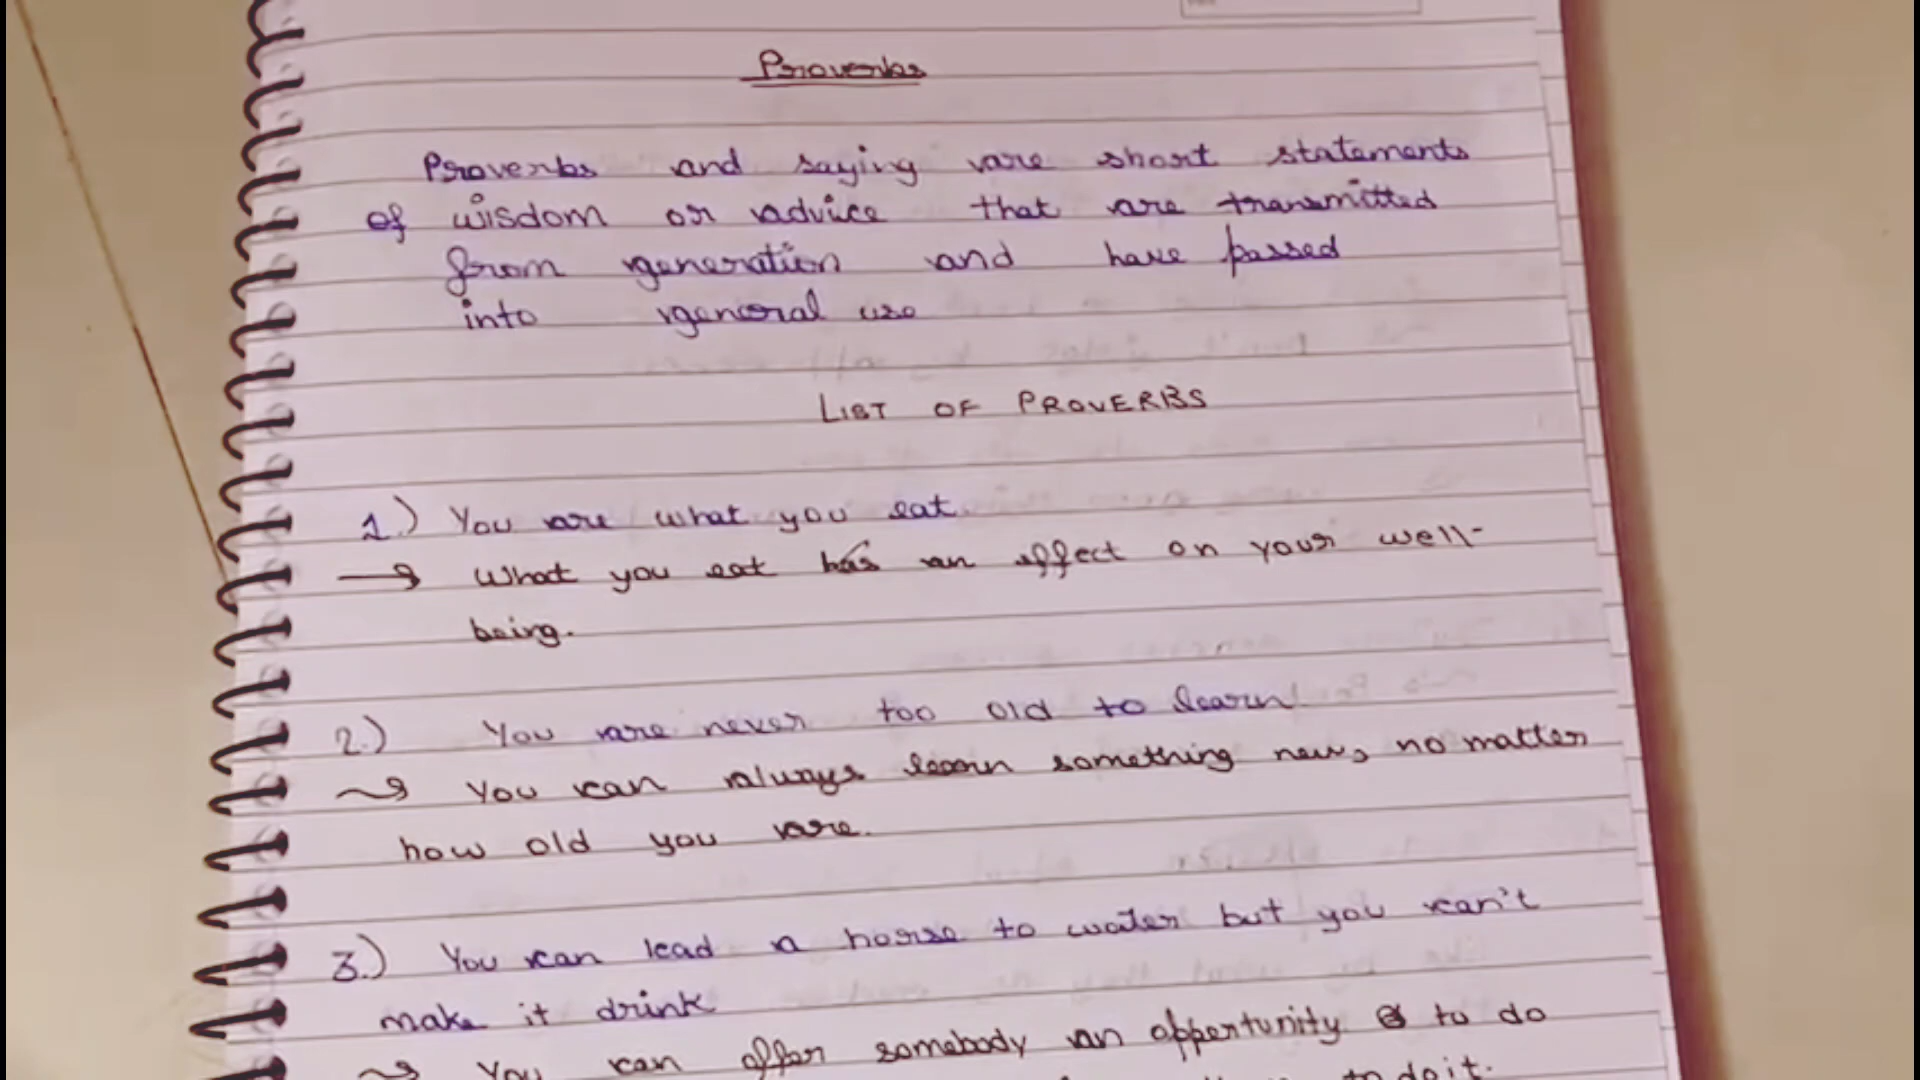 Proverbs
Proverbs and saying are short statements
of wisdom or advice that are transmitted
from generation and have passed
into general use
LIST OF PROVERBS
1.) You are what you eat
→ What you eat has an effect on your well-
being.
2.) You are never too old to learn
→ You can always learn something new, no matter
how old you are.
3.) You can lead a horse to water but you can't
make it drink
→ You can offer somebody an oppertunity to do
to do it.